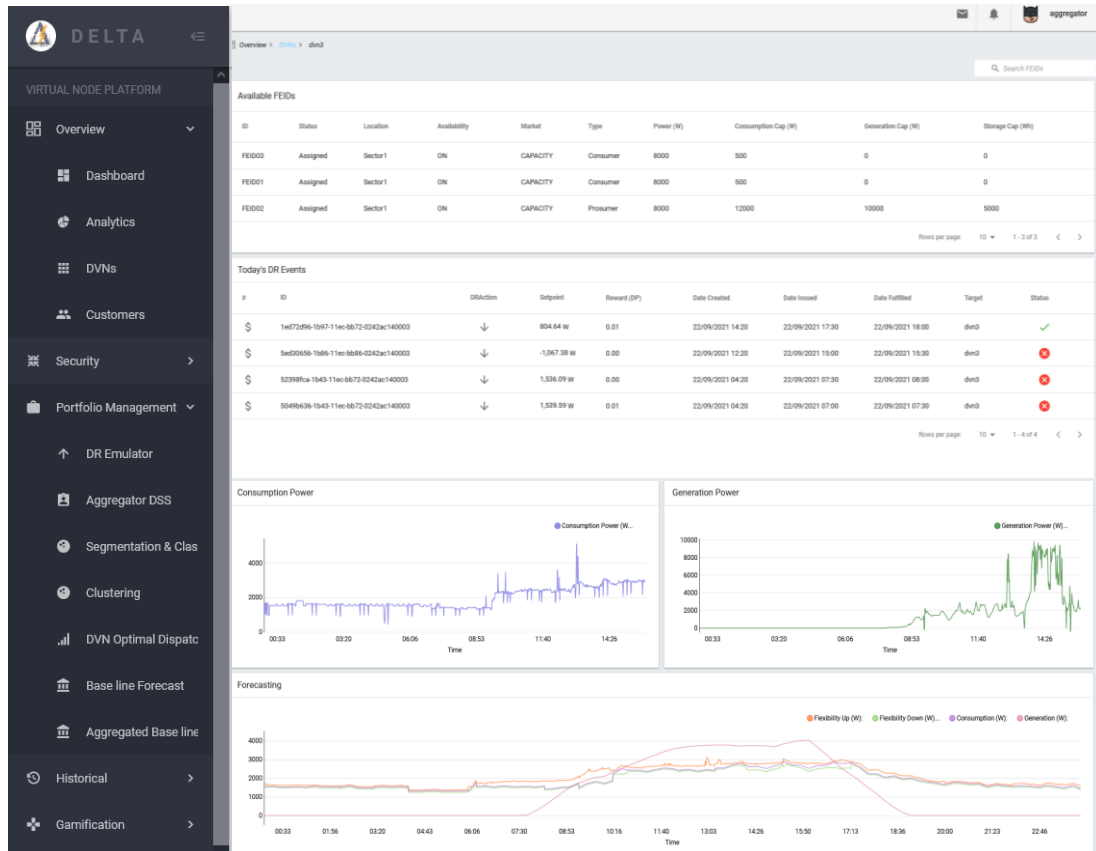 DELTA
VIRTUAL NODE PLATFORM
Overview
Dashboard
Analytics
DVNs
Customers
Security
Portfolio Management
DR Emulator
Aggregator DSS
Segmentation & Clas
Clustering
DVN Optimal Dispatc
Base line Forecast
Aggregated Base line
Historical
Gamification
aggregator
Overview > DVNs > dvn3
Search FEIDs
Available FEIDs
ID Status Location Availability Market Type Power (W) Consumption Cap (W) Generation Cap (W) Storage Cap (Wh)
FEID03 Assigned Sector1 ON CAPACITY Consumer 8000 500 0 0
FEID01 Assigned Sector1 ON CAPACITY Consumer 8000 500 0 0
FEID02 Assigned Sector1 ON CAPACITY Prosumer 8000 12000 10000 5000
Rows per page: 10 1-3 of 3 < >
Today's DR Events
# ID DRAction Setpoint Reward (DP) Date Created Date Issued Date Fulfilled Target Status
$ 1ed72d96-1b97-11ec-bb72-0242ac140003 804.64 W 0.01 22/09/2021 14:20 22/09/2021 17:30 22/09/2021 18:00 dvn3
$ 5ed30656-1b86-11ec-bb86-0242ac140003 -1,067.38 W 0.00 22/09/2021 12:20 22/09/2021 15:00 22/09/2021 15:30 dvn3
$ 52398fca-1b43-11ec-bb72-0242ac140003 1,536.09 W 0.00 22/09/2021 04:20 22/09/2021 07:30 22/09/2021 08:00 dvn3
$ 5049b636-1b43-11ec-bb72-0242ac140003 1,539.59 W 0.01 22/09/2021 04:20 22/09/2021 07:00 22/09/2021 07:30 dvn3
Rows per page: 10 1-4 of 4 < >
Consumption Power
Consumption Power (W...
4000
2000
0
00:33 03:20 06:06 08:53 11:40 14:26
Time
Generation Power
Generation Power (W)...
10000
8000
6000
4000
2000
0
00:33 03:20 06:06 08:53 11:40 14:26
Time
Forecasting
Flexibility Up (W): Flexibility Down (W)... Consumption (W): Generation (W):
4000
3000
2000
1000
0
00:33 01:56 03:20 04:43 06:06 07:30 08:53 10:16 11:40 13:03 14:26 15:50 17:13 18:36 20:00 21:23 22:46
Time